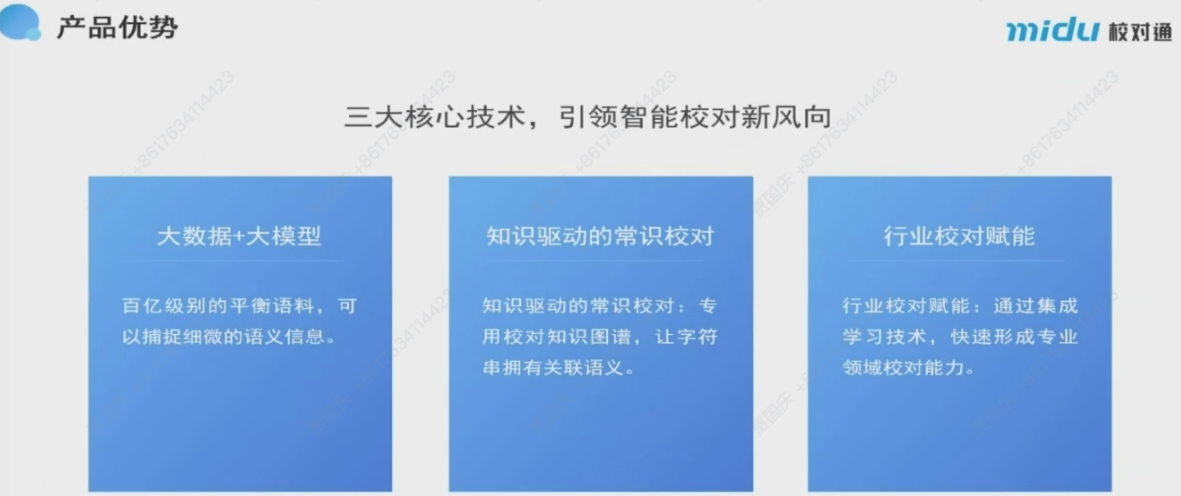 产品优势
midu 校对通
三大核心技术，引领智能校对新风向
大数据+大模型
百亿级别的平衡语料，可
以捕捉细微的语义信息。
知识驱动的常识校对
知识驱动的常识校对：专
用校对知识图谱，让字符
串拥有关联语义。
行业校对赋能
行业校对赋能：通过集成
学习技术，快速形成专业
领域校对能力。
贾国庆 +8617634114423